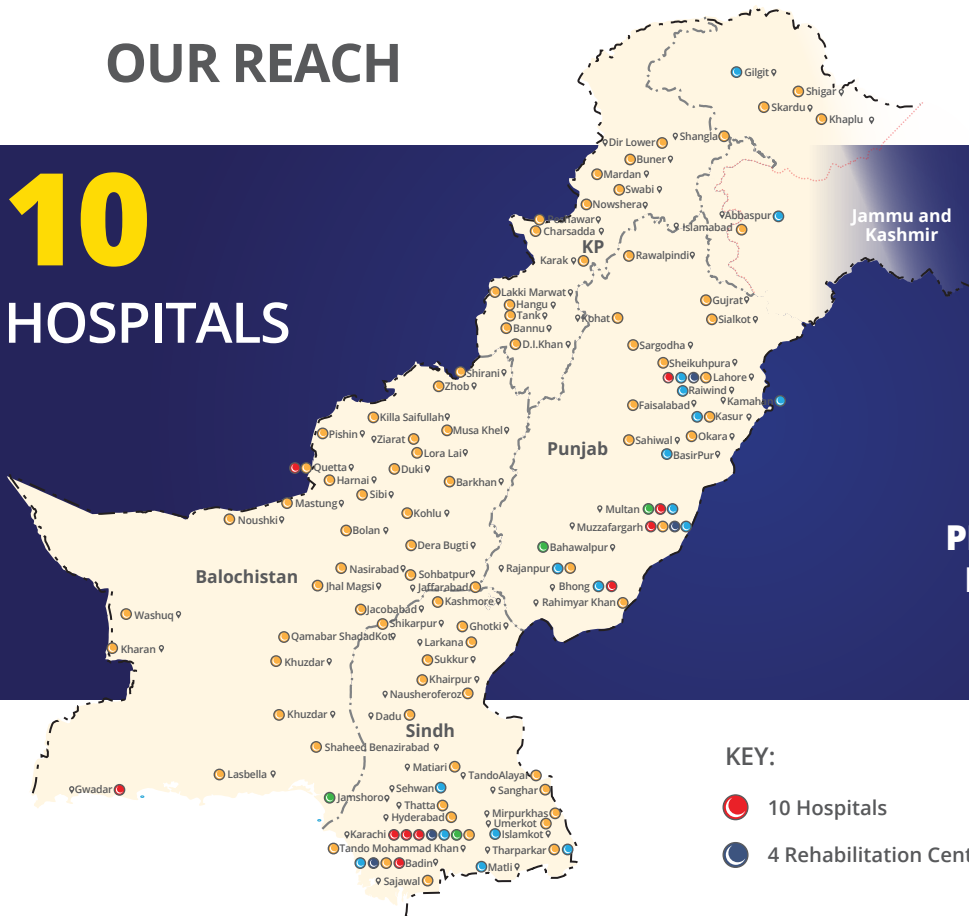 OUR REACH
10
HOSPITALS
Gilgit
Shigar
Skardu
Khaplu
Shangla
Dir Lower
Buner
Mardan
Swabi
Nowshera
Abbaspur
Jammu and
Kashmir
Islamabad
Charsadda
KP
Karak
Rawalpindi
Lakki Marwat
Hangu
Tank
Bannu
D.I.Khan
Kohat
Gujrat
Sialkot
Sargodha
Sheikuhpura
Lahore
Raiwind
Kamahan
Faisalabad
Kasur
Shirani
Zhob
Killa Saifullah
Musa Khel
Pishin
Ziarat
Lora Lai
Sahiwal
Okara
BasirPur
Punjab
Quetta
Duki
Harnai
Barkhan
Sibi
Mastung
Kohlu
Noushki
Bolan
Multan
Muzzafargarh
Dera Bugti
Bahawalpur
Nasirabad
Sohbatpur
Rajanpur
Balochistan
Jhal Magsi
Jaffarabad
Bhong
Kashmore
Rahimyar Khan
Jacobabad
Washuq
Shikarpur
Ghotki
Qamabar ShadadKot
Larkana
Kharan
Khuzdar
Sukkur
Khairpur
Nausheroferoz
Khuzdar
Dadu
Sindh
Shaheed Benazirabad
Matiari
TandoAlayar
Lasbella
Gwadar
Sehwan
Sanghar
Jamshoro
Thatta
Hyderabad
Mirpurkhas
Umerkot
Karachi
Islamkot
Tando Mohammad Khan
Tharparkar
Badin
Matli
Sajawal
KEY:
10 Hospitals
4 Rehabilitation Cent